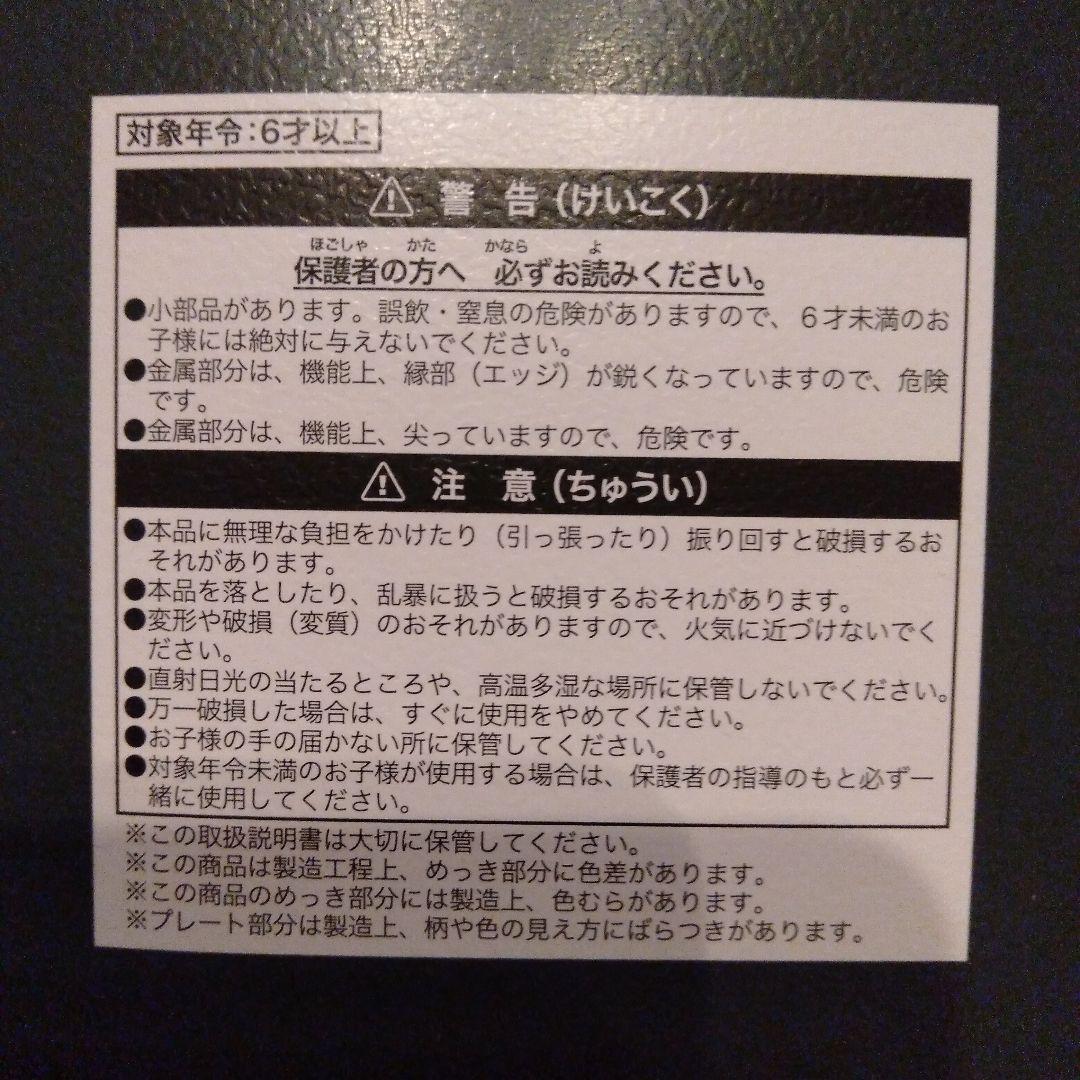 対象年令:6才以上
⚠ 警 告 (けいこく)
ほごしゃ かた かなら よ
保護者の方へ 必ずお読みください。
●小部品があります。誤飲・窒息の危険がありますので、6才未満のお
子様には絶対に与えないでください。
●金属部分は、機能上、縁部(エッジ)が鋭くなっていますので、危険
です。
●金属部分は、機能上、尖っていますので、危険です。
⚠ 注 意 (ちゅうい)
●本品に無理な負担をかけたり(引っ張ったり)振り回すと破損するお
それがあります。
●本品を落としたり、乱暴に扱うと破損するおそれがあります。
●変形や破損(変質)のおそれがありますので、火気に近づけないでく
ださい。
●直射日光の当たるところや、高温多湿な場所に保管しないでください。
●万一破損した場合は、すぐに使用をやめてください。
●お子様の手の届かない所に保管してください。
●対象年令未満のお子様が使用する場合は、保護者の指導のもと必ず一
緒に使用してください。
※この取扱説明書は大切に保管してください。
※この商品は製造工程上、めっき部分に色差があります。
※この商品のめっき部分には製造上、色むらがあります。
※プレート部分は製造上、柄や色の見え方にばらつきがあります。